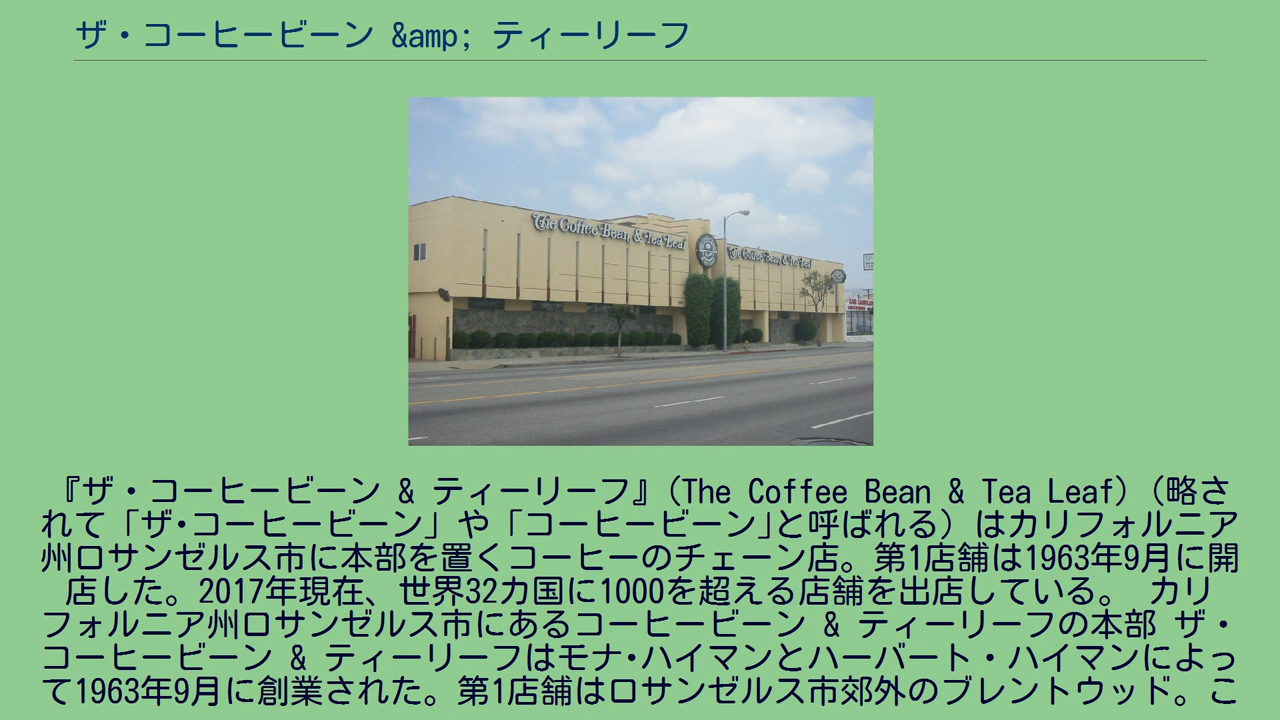 ザ・コーヒービーン &amp; ティーリーフ
The Coffee Bean & Tea Leaf
The Coffee Bean & Tea Leaf
『ザ・コーヒービーン & ティーリーフ』(The Coffee Bean & Tea Leaf) (略さ
れて「ザ・コーヒービーン」や「コーヒービーン」と呼ばれる) はカリフォルニア
州ロサンゼルス市に本部を置くコーヒーのチェーン店。第1店舗は1963年9月に開
店した。2017年現在、世界32カ国に1000を超える店舗を出店している。 カリ
フォルニア州ロサンゼルス市にあるコーヒービーン & ティーリーフの本部 ザ・
コーヒービーン & ティーリーフはモナ・ハイマンとハーバート・ハイマンによっ
て1963年9月に創業された。第1店舗はロサンゼルス市郊外のブレントウッド。こ